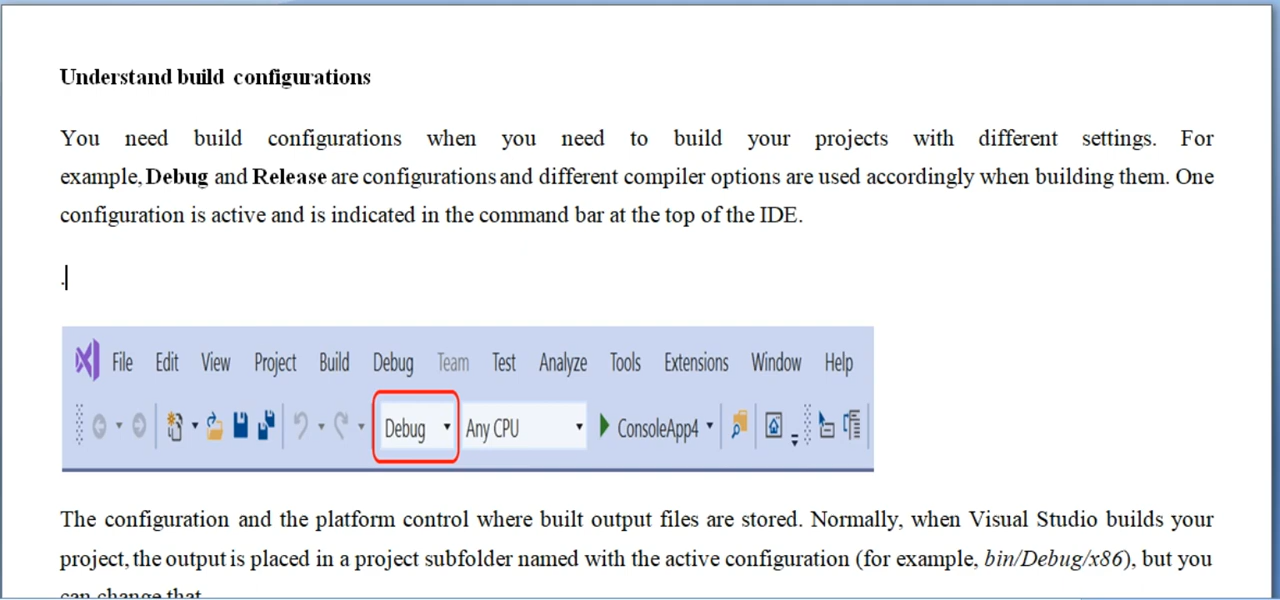 Understand build configurations
You need build configurations when you need to build your projects with different settings. For
example, Debug and Release are configurations and different compiler options are used accordingly when building them. One
configuration is active and is indicated in the command bar at the top of the IDE.
.
File Edit View Project Build Debug Team Test Analyze Tools Extensions Window Help
Debug Any CPU ConsoleApp4
The configuration and the platform control where built output files are stored. Normally, when Visual Studio builds your
project, the output is placed in a project subfolder named with the active configuration (for example, bin/Debug/x86), but you
can change that.